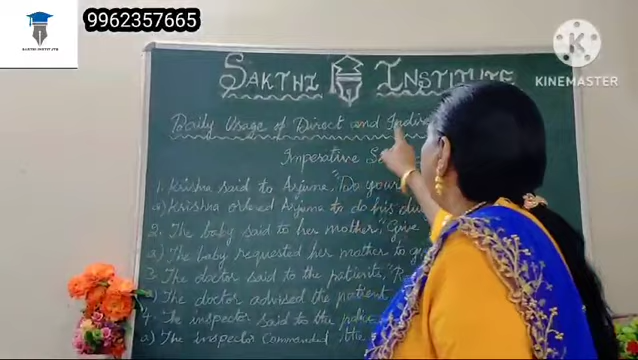 9962357665
SAKTHI INSTITUTE
KINEMASTER
SAKTHI INSTITUTE
Daily Usage of Direct and
Imperative
1. Krishna said to Arjuna, "Do your
a) Krishna ordered Arjuna to do his
2. The baby said to her mother, "Give
a) The baby requested her mother to
3. The doctor said to the patients,
a) The doctor advised the patient
4. The inspector said to the police
a) The inspector Commanded the